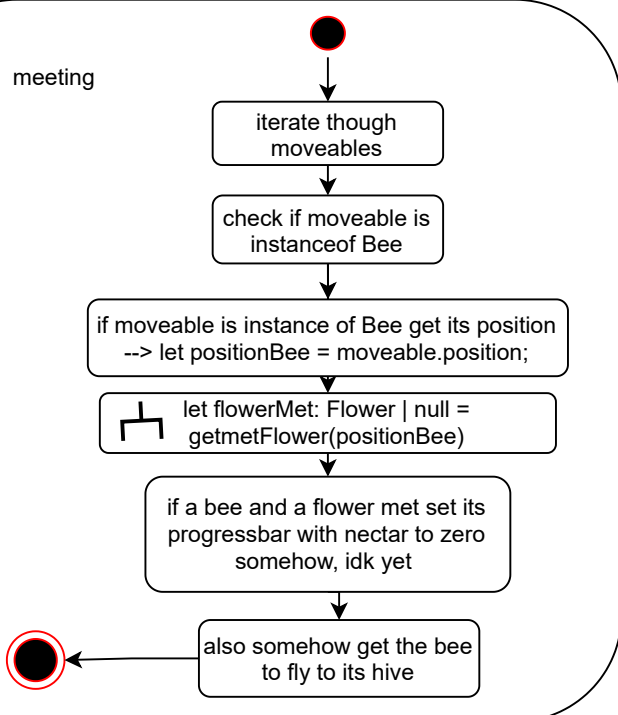 meeting
iterate though
moveables
check if moveable is
instanceof Bee
if moveable is instance of Bee get its position
--> let positionBee = moveable.position;
let flowerMet: Flower | null =
getmetFlower(positionBee)
if a bee and a flower met set its
progressbar with nectar to zero
somehow, idk yet
also somehow get the bee
to fly to its hive